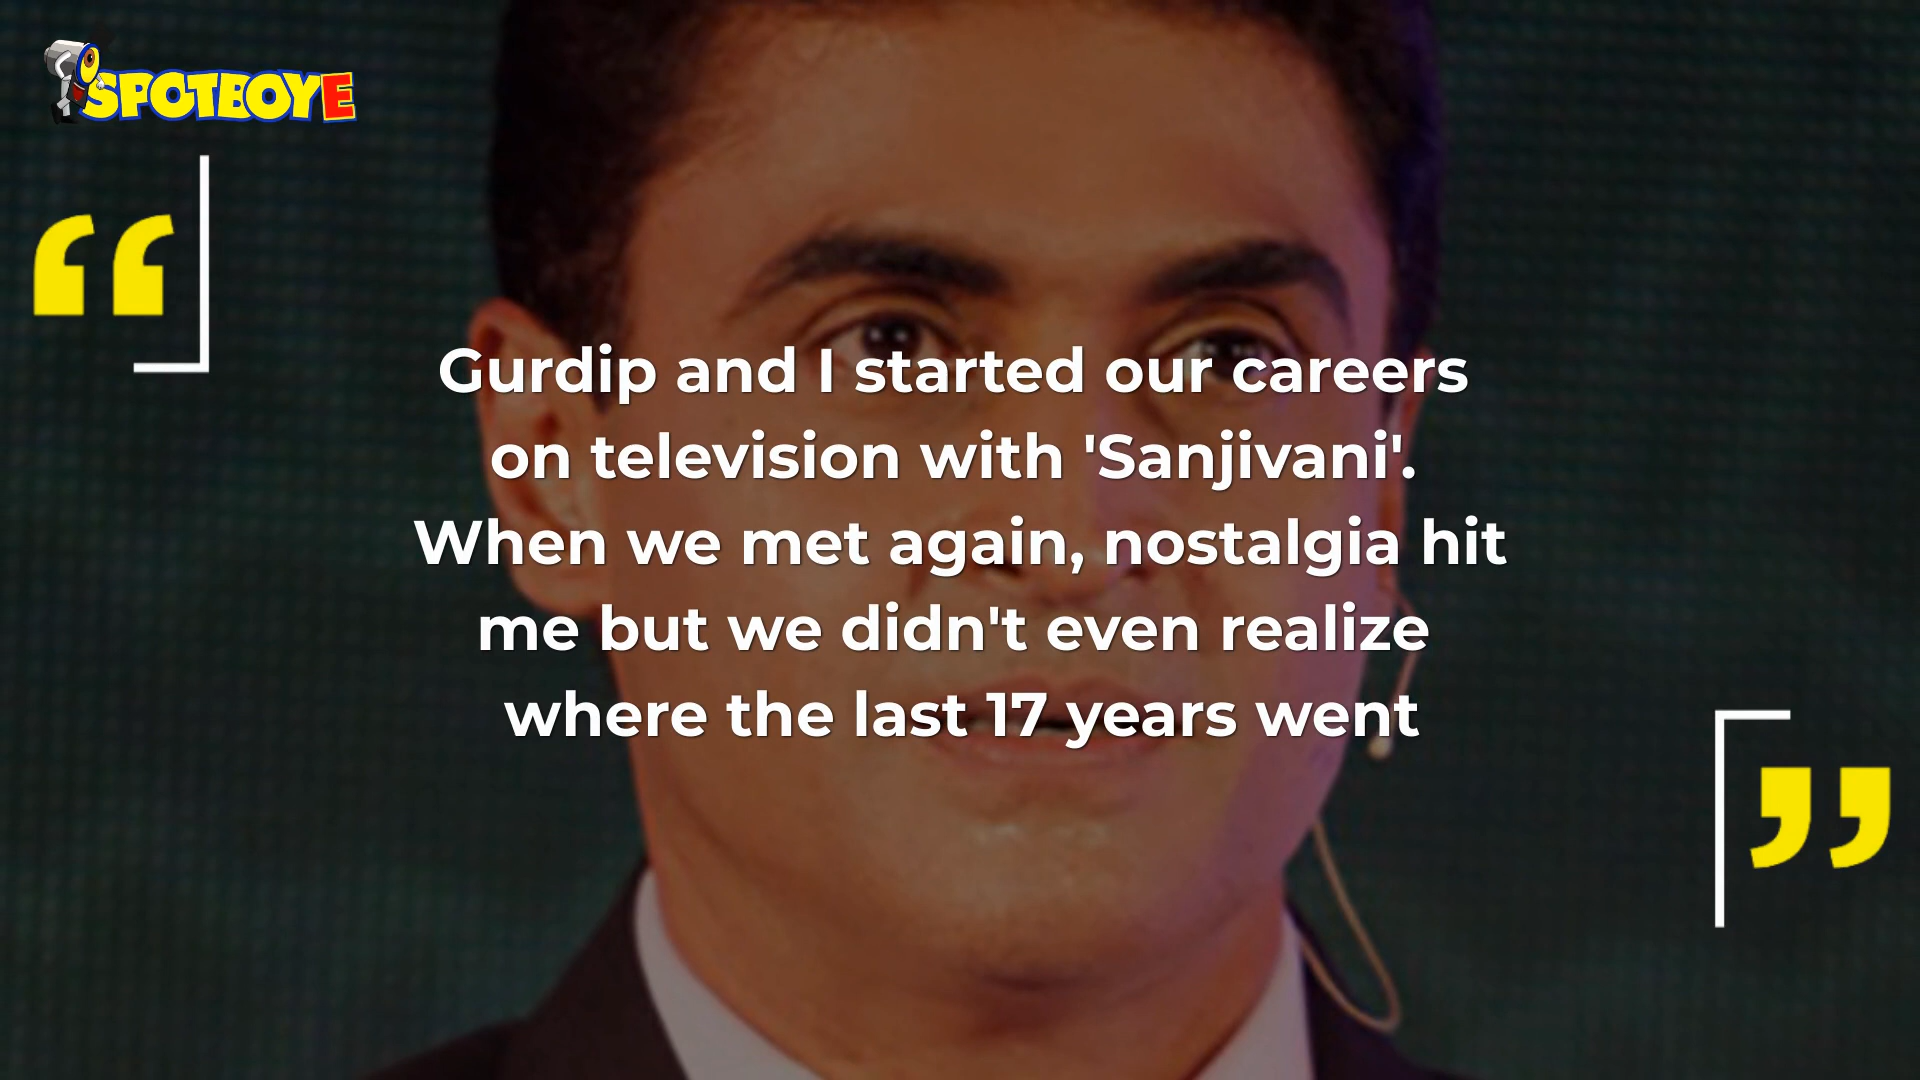 SPOTBOYE
“
Gurdip and I started our careers
on television with 'Sanjivani'.
When we met again, nostalgia hit
me but we didn't even realize
where the last 17 years went
”